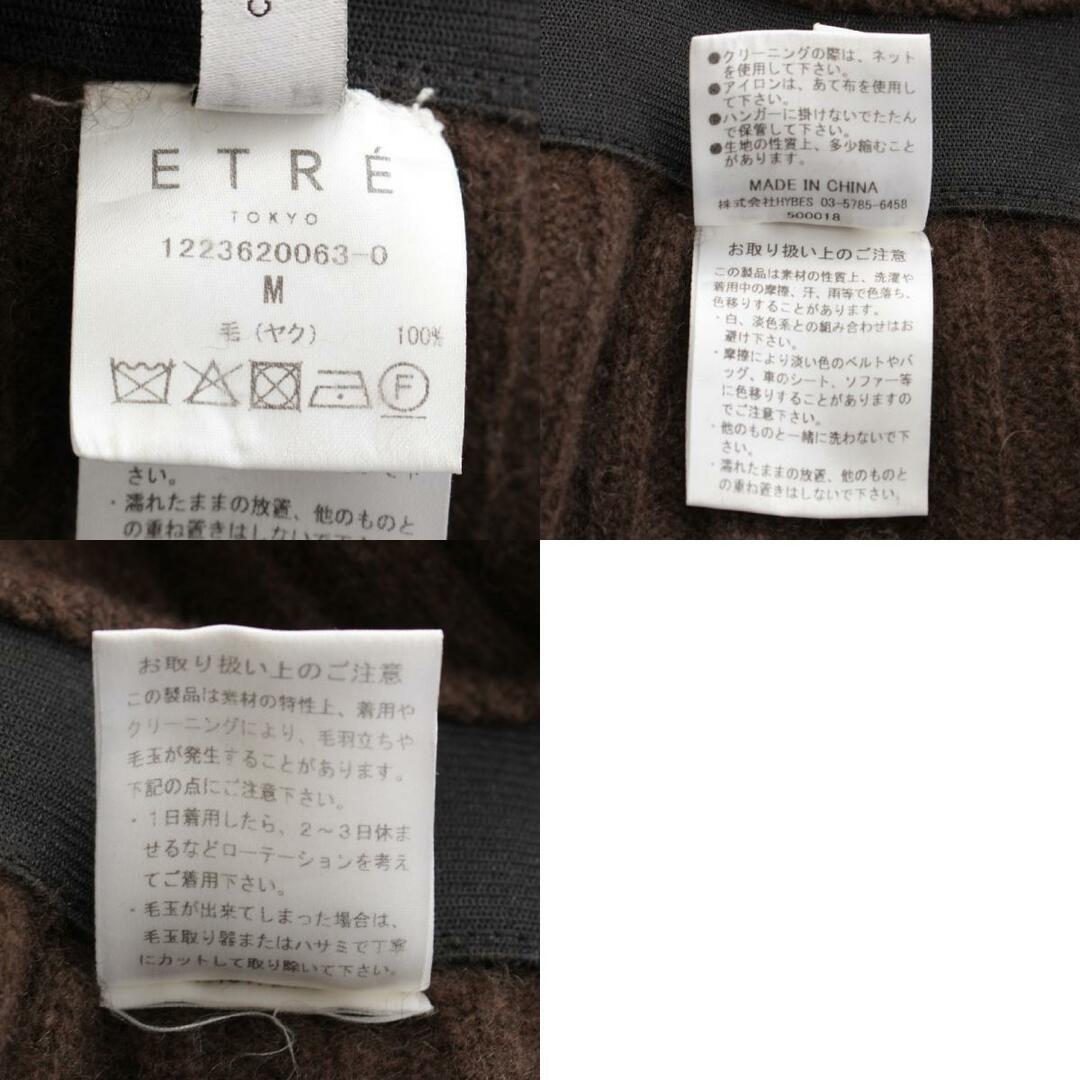 ETRÉ
TOKYO
1223620063-0
M
毛（ヤク） 100%
F
さい。
・濡れたままの放置、他のものと
の重ね置きはしないで下
●クリーニングの際は、ネット
を使用して下さい。
●アイロンは、あて布を使用し
て下さい。
●ハンガーに掛けないでたたん
で保管して下さい。
●生地の性質上、多少縮むこと
があります。
MADE IN CHINA
株式会社HYBES 03-5785-6458
500018
お取り扱い上のご注意
この製品は素材の性質上、洗濯や
着用中の摩擦、汗、雨等で色落ち、
色移りすることがあります。
・白、淡色系との組み合わせはお
避け下さい。
・摩擦により淡い色のベルトやバ
ッグ、車のシート、ソファー等
に色移りすることがありますの
でご注意下さい。
・他のものと一緒に洗わないで下
さい。
・濡れたままの放置、他のものと
の重ね置きはしないで下さい。
お取り扱い上のご注意
この製品は素材の特性上、着用や
クリーニングにより、毛羽立ちや
毛玉が発生することがあります。
下記の点にご注意下さい。
・１日着用したら、２～３日休ま
せるなどローテーションを考え
てご着用下さい。
・毛玉が出来てしまった場合は、
毛玉取り器またはハサミで丁寧
にカットして取り除いて下さい。